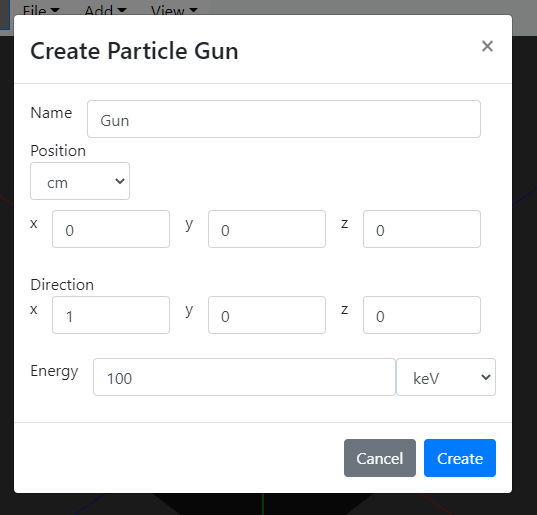 File Add View
Create Particle Gun ×
Name Gun
Position
cm
x 0 y 0 z 0
Direction
x 1 y 0 z 0
Energy 100 keV
Cancel Create